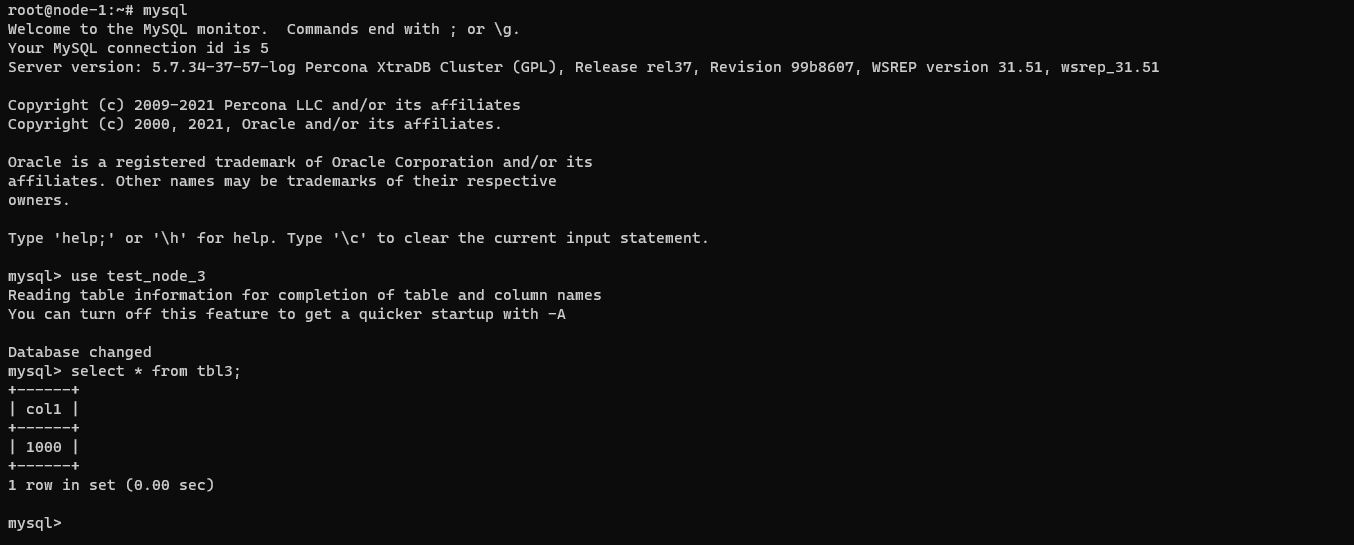 root@node-1:~# mysql
Welcome to the MySQL monitor.  Commands end with ; or \g.
Your MySQL connection id is 5
Server version: 5.7.34-37-57-log Percona XtraDB Cluster (GPL), Release rel37, Revision 99b8607, WSREP version 31.51, wsrep_31.51

Copyright (c) 2009-2021 Percona LLC and/or its affiliates
Copyright (c) 2000, 2021, Oracle and/or its affiliates.

Oracle is a registered trademark of Oracle Corporation and/or its
affiliates. Other names may be trademarks of their respective
owners.

Type 'help;' or '\h' for help. Type '\c' to clear the current input statement.

mysql> use test_node_3
Reading table information for completion of table and column names
You can turn off this feature to get a quicker startup with -A

Database changed
mysql> select * from tbl3;
+------+
| col1 |
+------+
| 1000 |
+------+
1 row in set (0.00 sec)

mysql>